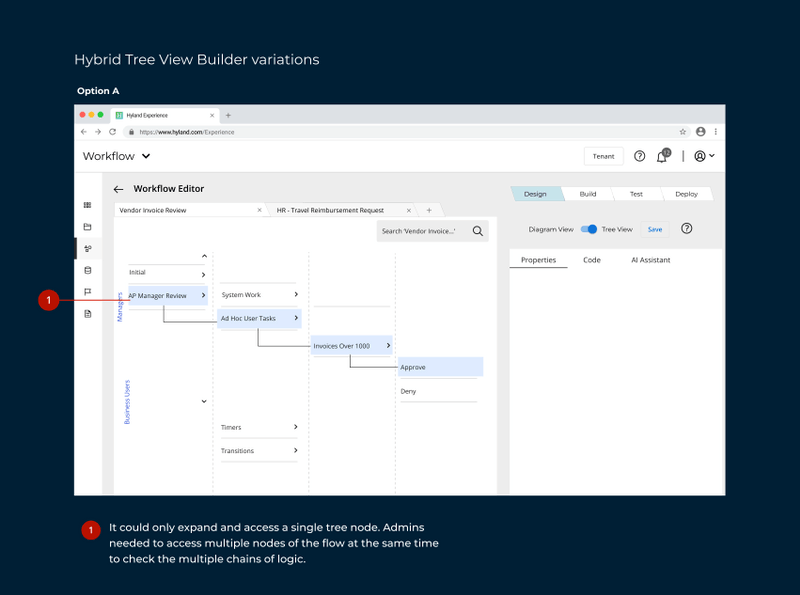 Hybrid Tree View Builder variations
Option A
Hyland Experience
https://www.hyland.com/Experience
Workflow
Tenant
Workflow Editor
Design
Build
Test
Deploy
Vendor Invoice Review
HR - Travel Reimbursement Request
Search 'Vendor Invoice...'
Diagram View
Tree View
Save
Properties
Code
AI Assistant
Initial
AP Manager Review
System Work
Ad Hoc User Tasks
Invoices Over 1000
Approve
Deny
Managers
Business Users
Timers
Transitions
1
1
It could only expand and access a single tree node. Admins
needed to access multiple nodes of the flow at the same time
to check the multiple chains of logic.